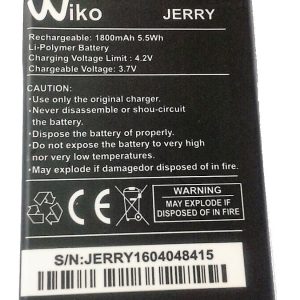 Wiko JERRY
Rechargeable: 1800mAh 5.5Wh
Li-Polymer Battery
Charging Voltage Limit: 4.2V
Chargeable Voltage: 3.7V
CAUTION:
•Use only the original charger.
•Never disassemble or shou-circuit
the battery.
•Dispose the battery of properly.
•Do not expose the battery to very high
nor very low temperatures.
•May explode if damagedor disposed of in fire.
WARNING
MAY EXPLODE IF
DISPOSED OF IN FIRE
S/N:JERRY1604048415